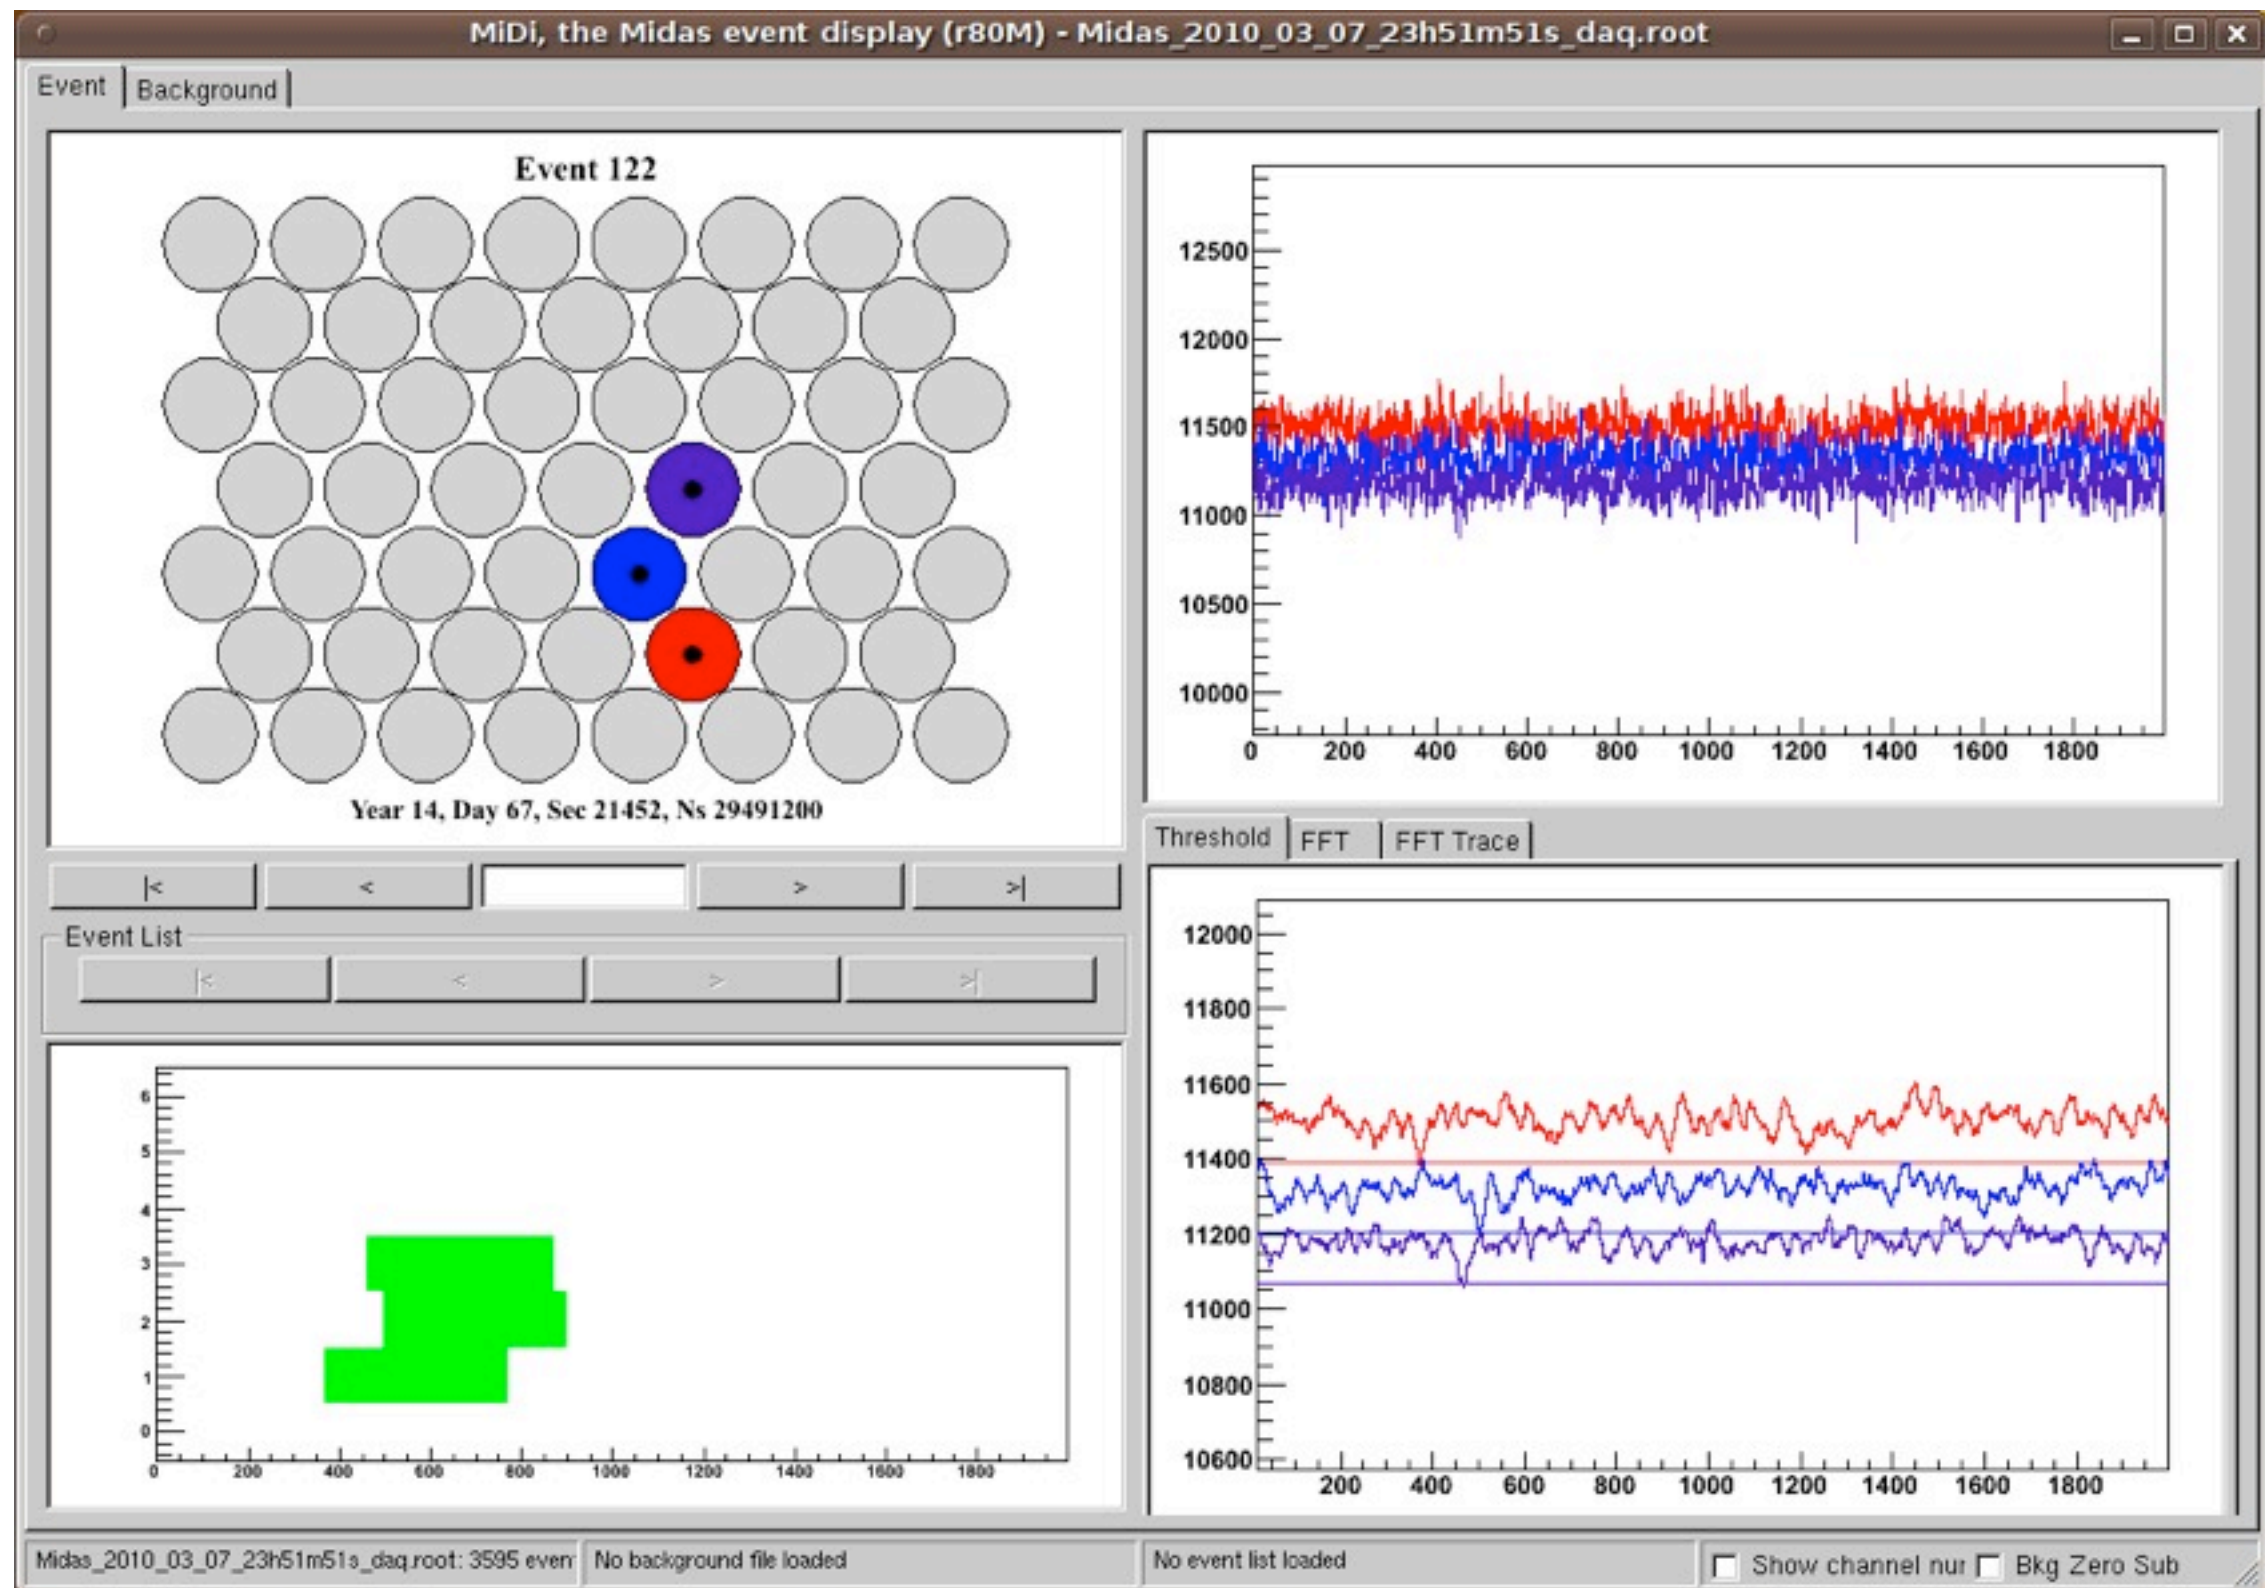 MiDi, the Midas event display (r80M) - Midas_2010_03_07_23h51m51s_daq.root
Event Background
Event 122
Year 14, Day 67, Sec 21452, Ns 29491200
|< < > >|
Event List
|< < > >|
6
5
4
3
2
1
0
0 200 400 600 800 1000 1200 1400 1600 1800
12500
12000
11500
11000
10500
10000
0 200 400 600 800 1000 1200 1400 1600 1800
Threshold FFT FFT Trace
12000
11800
11600
11400
11200
11000
10800
10600
200 400 600 800 1000 1200 1400 1600 1800
Midas_2010_03_07_23h51m51s_daq.root: 3595 even No background file loaded No event list loaded Show channel nur Bkg Zero Sub